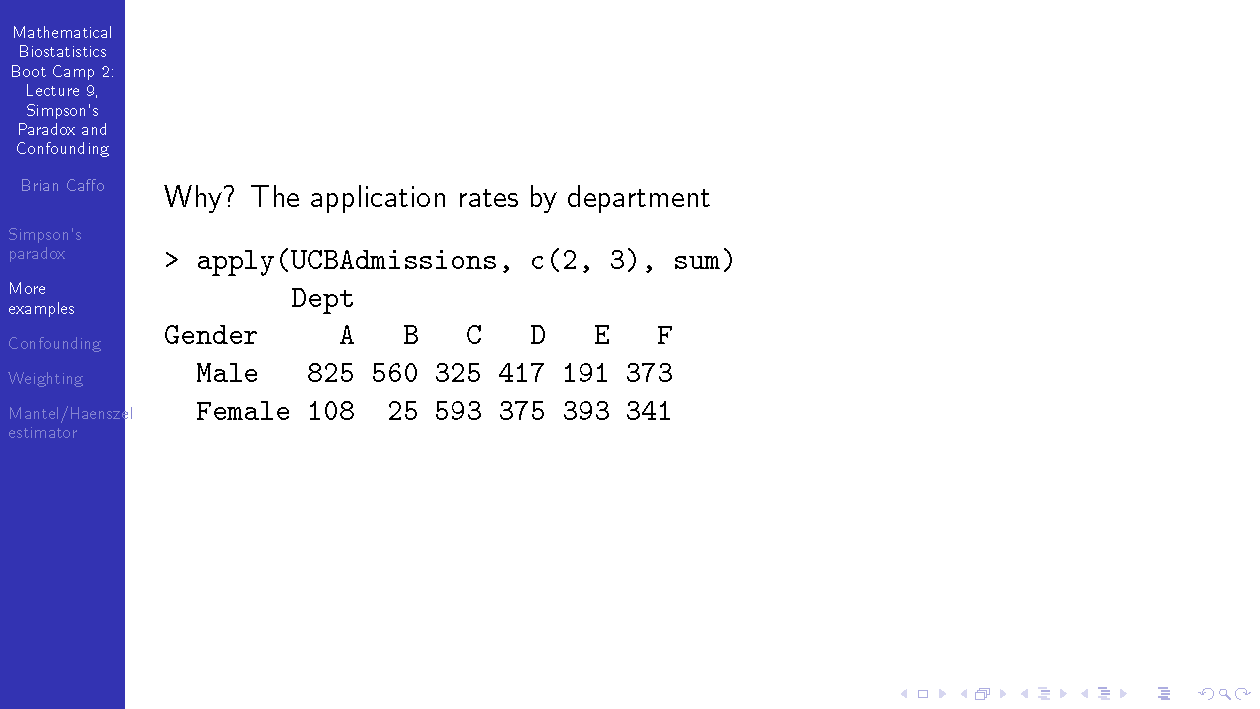 Mathematical
Biostatistics
Boot Camp 2:
Lecture 9,
Simpson's
Paradox and
Confounding
Brian Caffo
Simpson's
paradox
More
examples
Confounding
Weighting
Mantel/Haenszel
estimator
Why? The application rates by department
> apply(UCBAdmissions, c(2, 3), sum)
        Dept
Gender     A   B   C   D   E   F
  Male   825 560 325 417 191 373
  Female 108  25 593 375 393 341